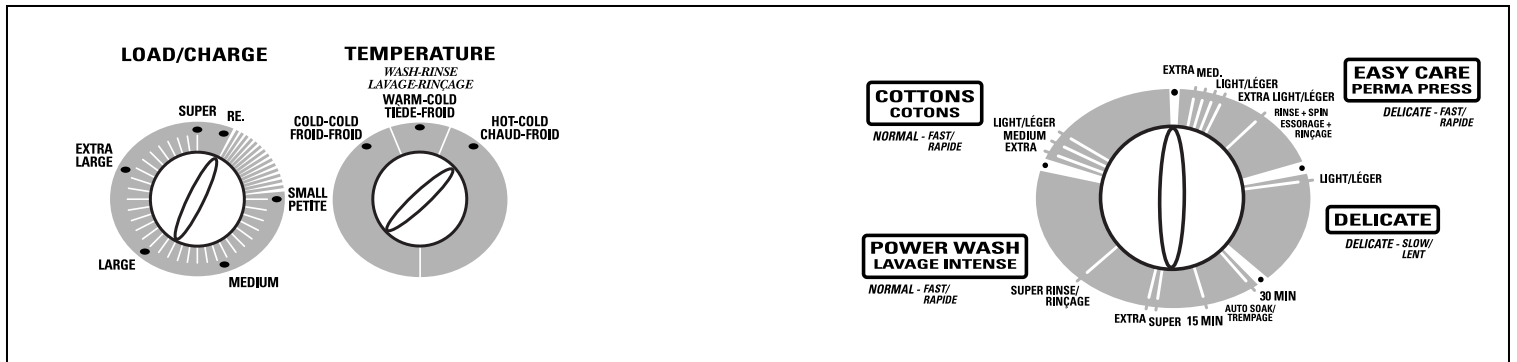 LOAD/CHARGE
SUPER
RE.
EXTRA
LARGE
SMALL
PETITE
LARGE
MEDIUM
TEMPERATURE
WASH-RINSE
LAVAGE-RINÇAGE
WARM-COLD
TIÈDE-FROID
COLD-COLD
FROID-FROID
HOT-COLD
CHAUD-FROID
COTTONS
COTONS
NORMAL - FAST/
RAPIDE
LIGHT/LÉGER
MEDIUM
EXTRA
EXTRA MED.
LIGHT/LÉGER
EXTRA LIGHT/LÉGER
RINSE + SPIN
ESSORAGE +
RINÇAGE
EASY CARE
PERMA PRESS
DELICATE - FAST/
RAPIDE
LIGHT/LÉGER
DELICATE
DELICATE - SLOW/
LENT
POWER WASH
LAVAGE INTENSE
NORMAL - FAST/
RAPIDE
SUPER RINSE/
RINÇAGE
EXTRA SUPER 15 MIN
AUTO SOAK/
TREMPAGE
30 MIN